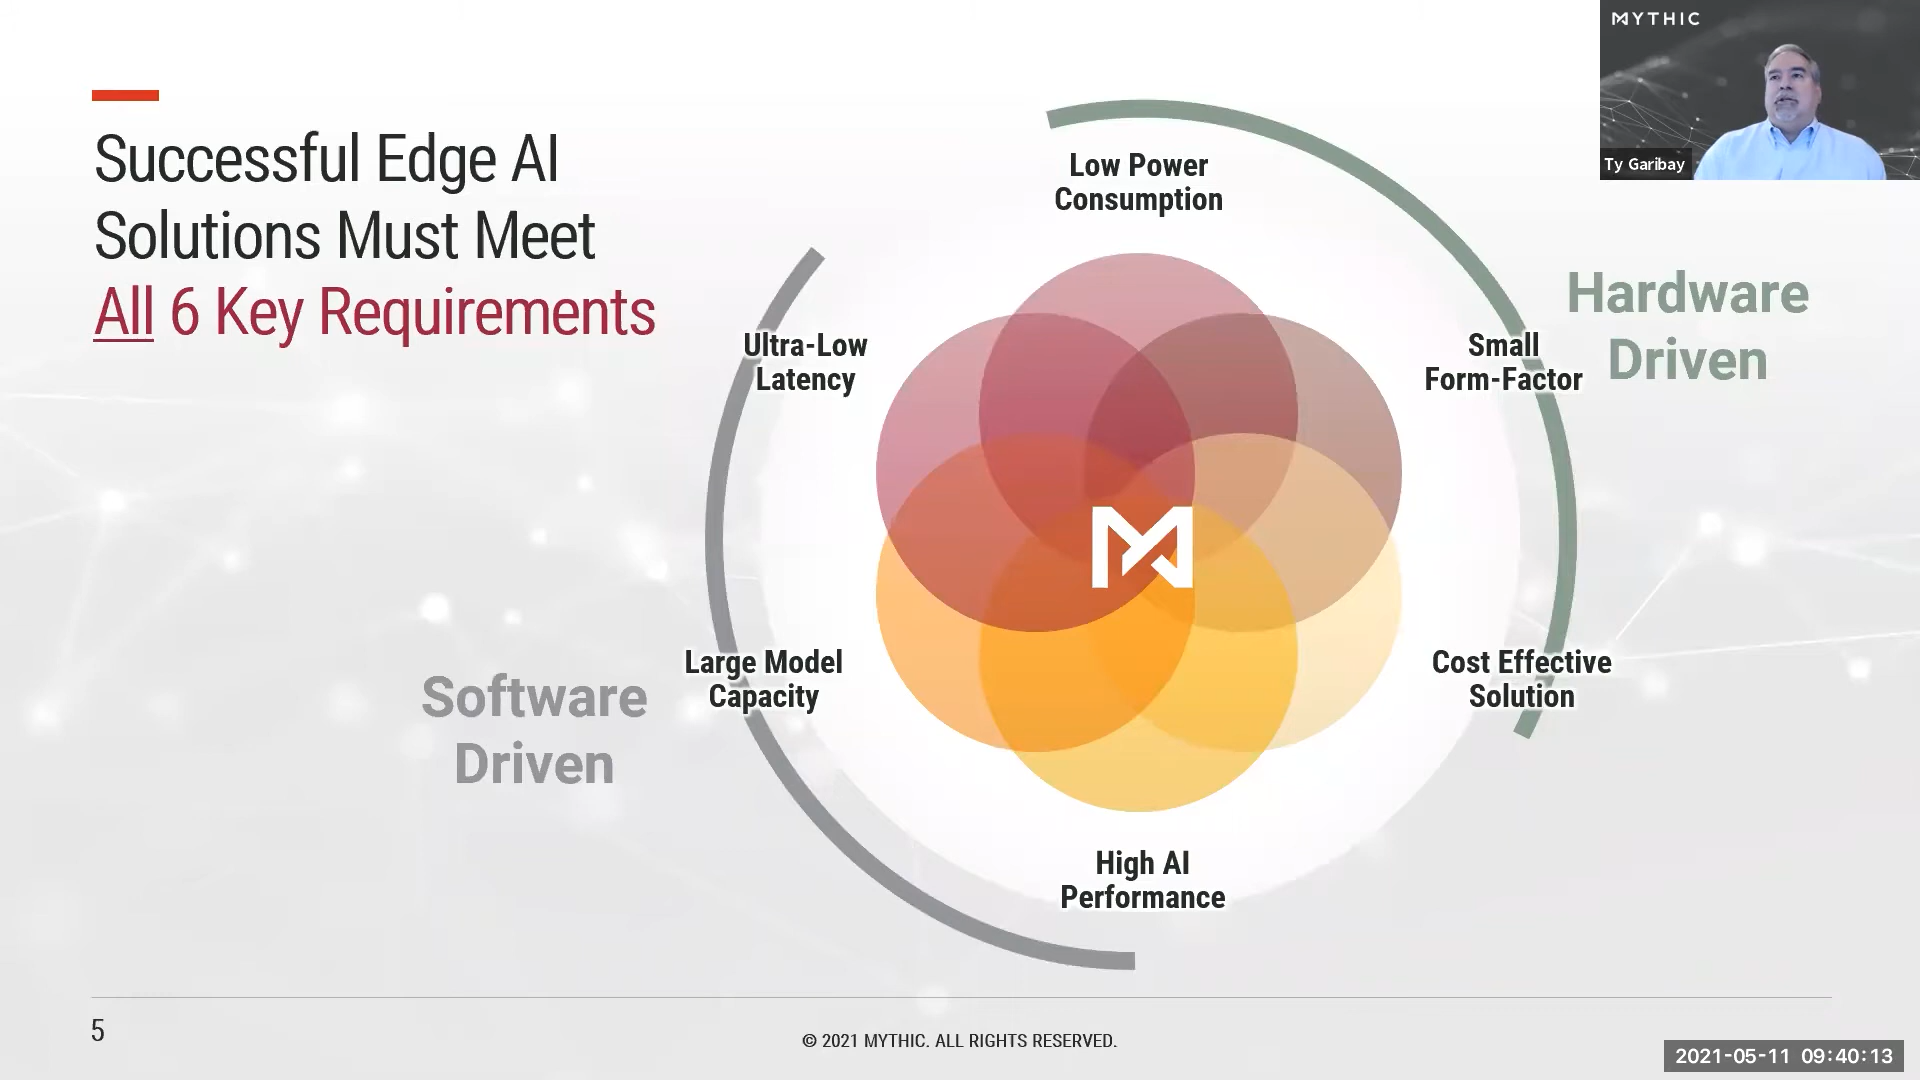 MYTHIC
Ty Garibay
Successful Edge AI
Solutions Must Meet
All 6 Key Requirements
Low Power
Consumption
Hardware
Driven
Ultra-Low
Latency
Small
Form-Factor
Software
Driven
Large Model
Capacity
Cost Effective
Solution
High AI
Performance
5
© 2021 MYTHIC. ALL RIGHTS RESERVED.
2021-05-11 09:40:13